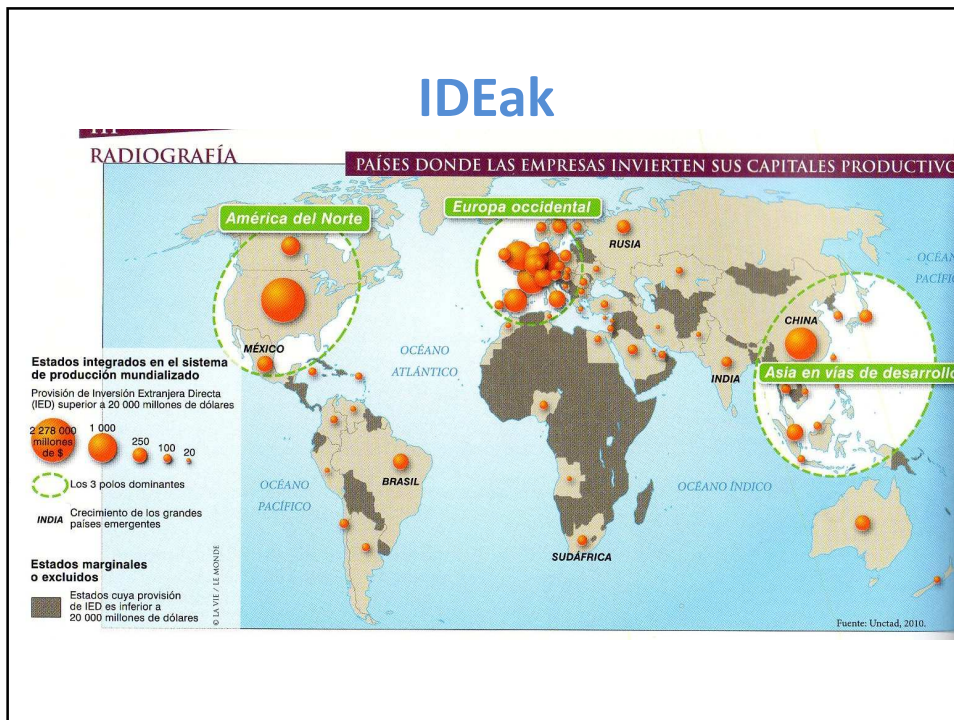 IDEak
III
RADIOGRAFÍA
PAÍSES DONDE LAS EMPRESAS INVIERTEN SUS CAPITALES PRODUCTIVO
América del Norte
Europa occidental
RUSIA
OCÉAN
PACÍFIC
CHINA
MÉXICO
OCÉANO
ATLÁNTICO
INDIA
Asia en vías de desarrollo
Estados integrados en el sistema
de producción mundializado
Provisión de Inversión Extranjera Directa
(IED) superior a 20 000 millones de dólares
2 278 000
millones
de $
1 000
250
100
20
Los 3 polos dominantes
INDIA
Crecimiento de los grandes
países emergentes
OCÉANO
PACÍFICO
BRASIL
OCÉANO ÍNDICO
SUDÁFRICA
Estados marginales
o excluidos
Estados cuya provisión
de IED es inferior a
20 000 millones de dólares
© LA VIE / LE MONDE
Fuente: Unctad, 2010.